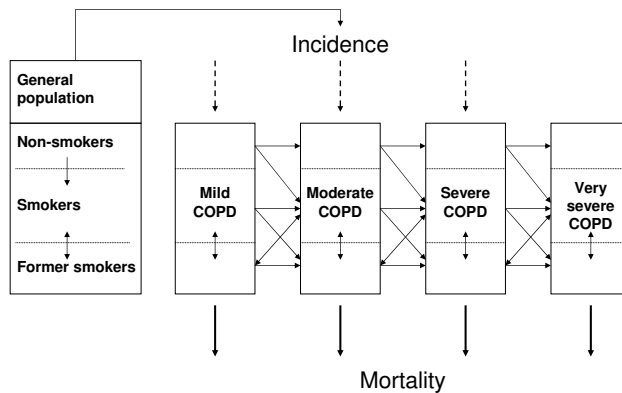 Incidence
General
population
Non-smokers
Smokers
Former smokers
Mild
COPD
Moderate
COPD
Severe
COPD
Very
severe
COPD
Mortality